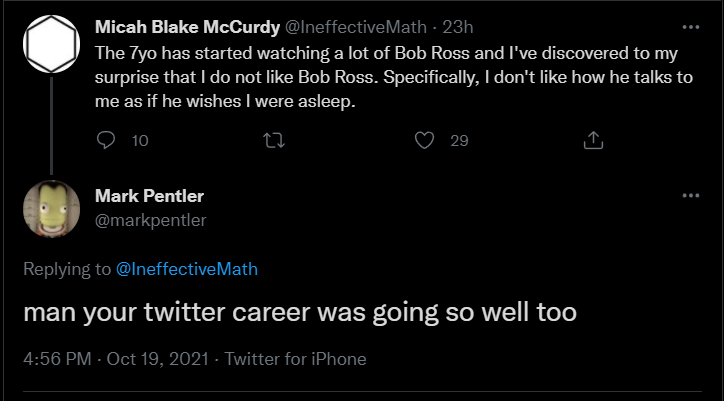 Micah Blake McCurdy @IneffectiveMath · 23h
The 7yo has started watching a lot of Bob Ross and I've discovered to my
surprise that I do not like Bob Ross. Specifically, I don't like how he talks to
me as if he wishes I were asleep.
10 29
Mark Pentler
@markpentler
Replying to @IneffectiveMath
man your twitter career was going so well too
4:56 PM · Oct 19, 2021 · Twitter for iPhone